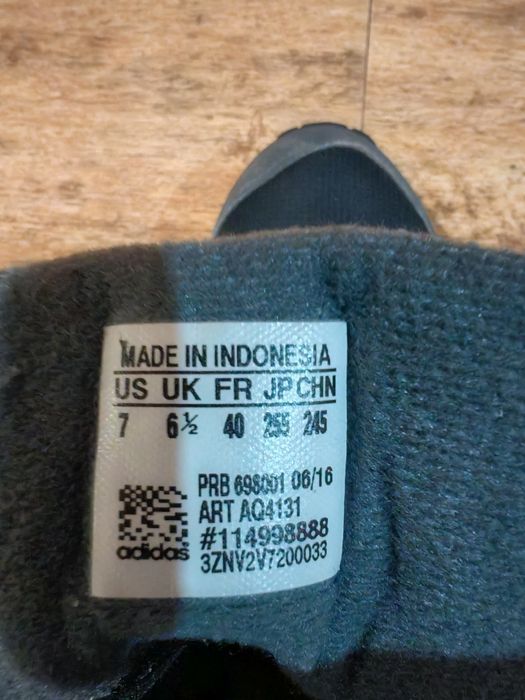 MADE IN INDONESIA
US UK FR JP CHN
7 6½ 40 255 245
PRB 698001 06/16
ART AQ4131
#114998888
adidas 3ZNV2V7200033